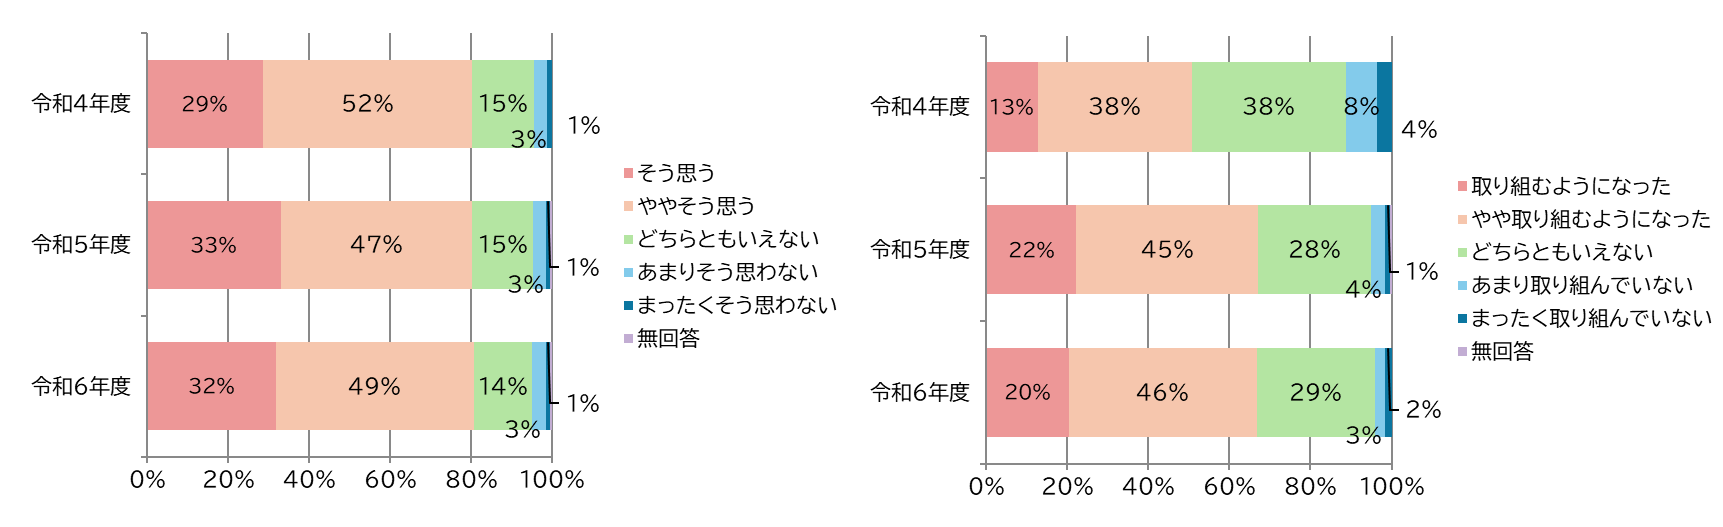 令和4年度
29%
52%
15%
3%
1%
令和5年度
33%
47%
15%
3%
1%
令和6年度
32%
49%
14%
3%
1%
0%
20%
40%
60%
80%
100%
そう思う
ややそう思う
どちらともいえない
あまりそう思わない
まったくそう思わない
無回答
令和4年度
13%
38%
38%
8%
4%
令和5年度
22%
45%
28%
4%
1%
令和6年度
20%
46%
29%
3%
2%
0%
20%
40%
60%
80%
100%
取り組むようになった
やや取り組むようになった
どちらともいえない
あまり取り組んでいない
まったく取り組んでいない
無回答